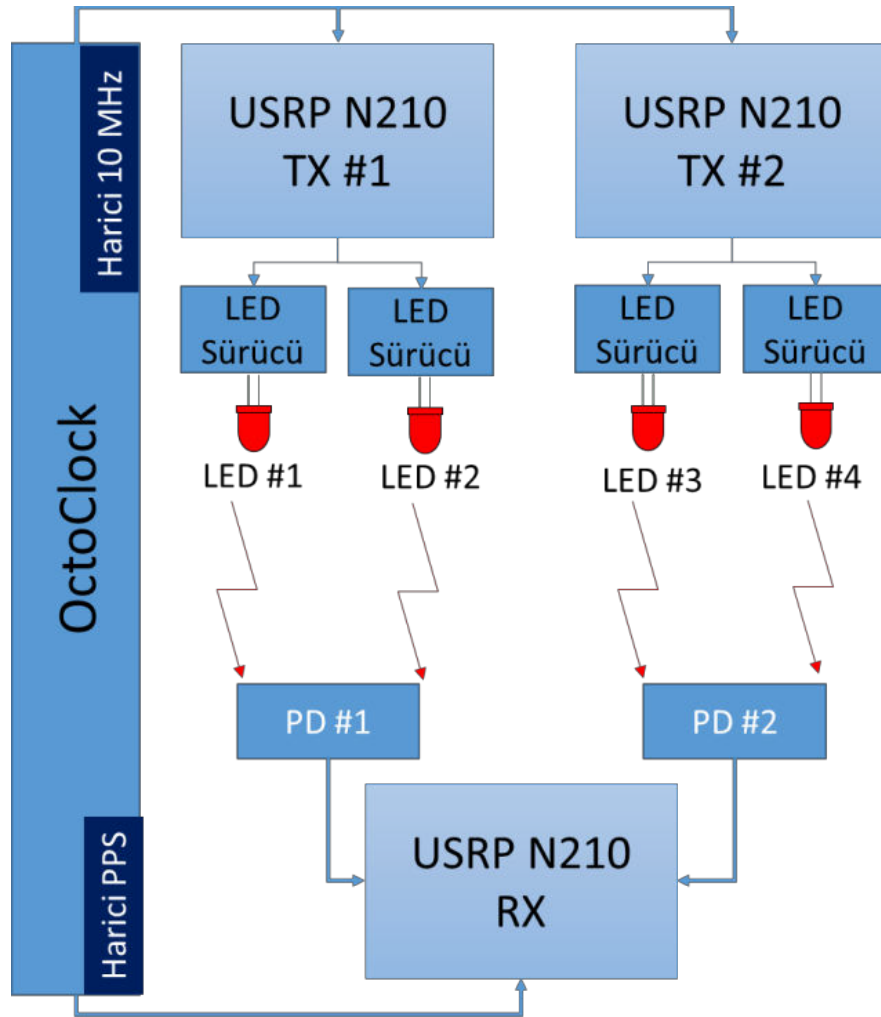 OctoClock
Harici 10 MHz
Harici PPS
USRP N210
TX #1
USRP N210
TX #2
LED
Sürücü
LED
Sürücü
LED
Sürücü
LED
Sürücü
LED #1
LED #2
LED #3
LED #4
PD #1
PD #2
USRP N210
RX